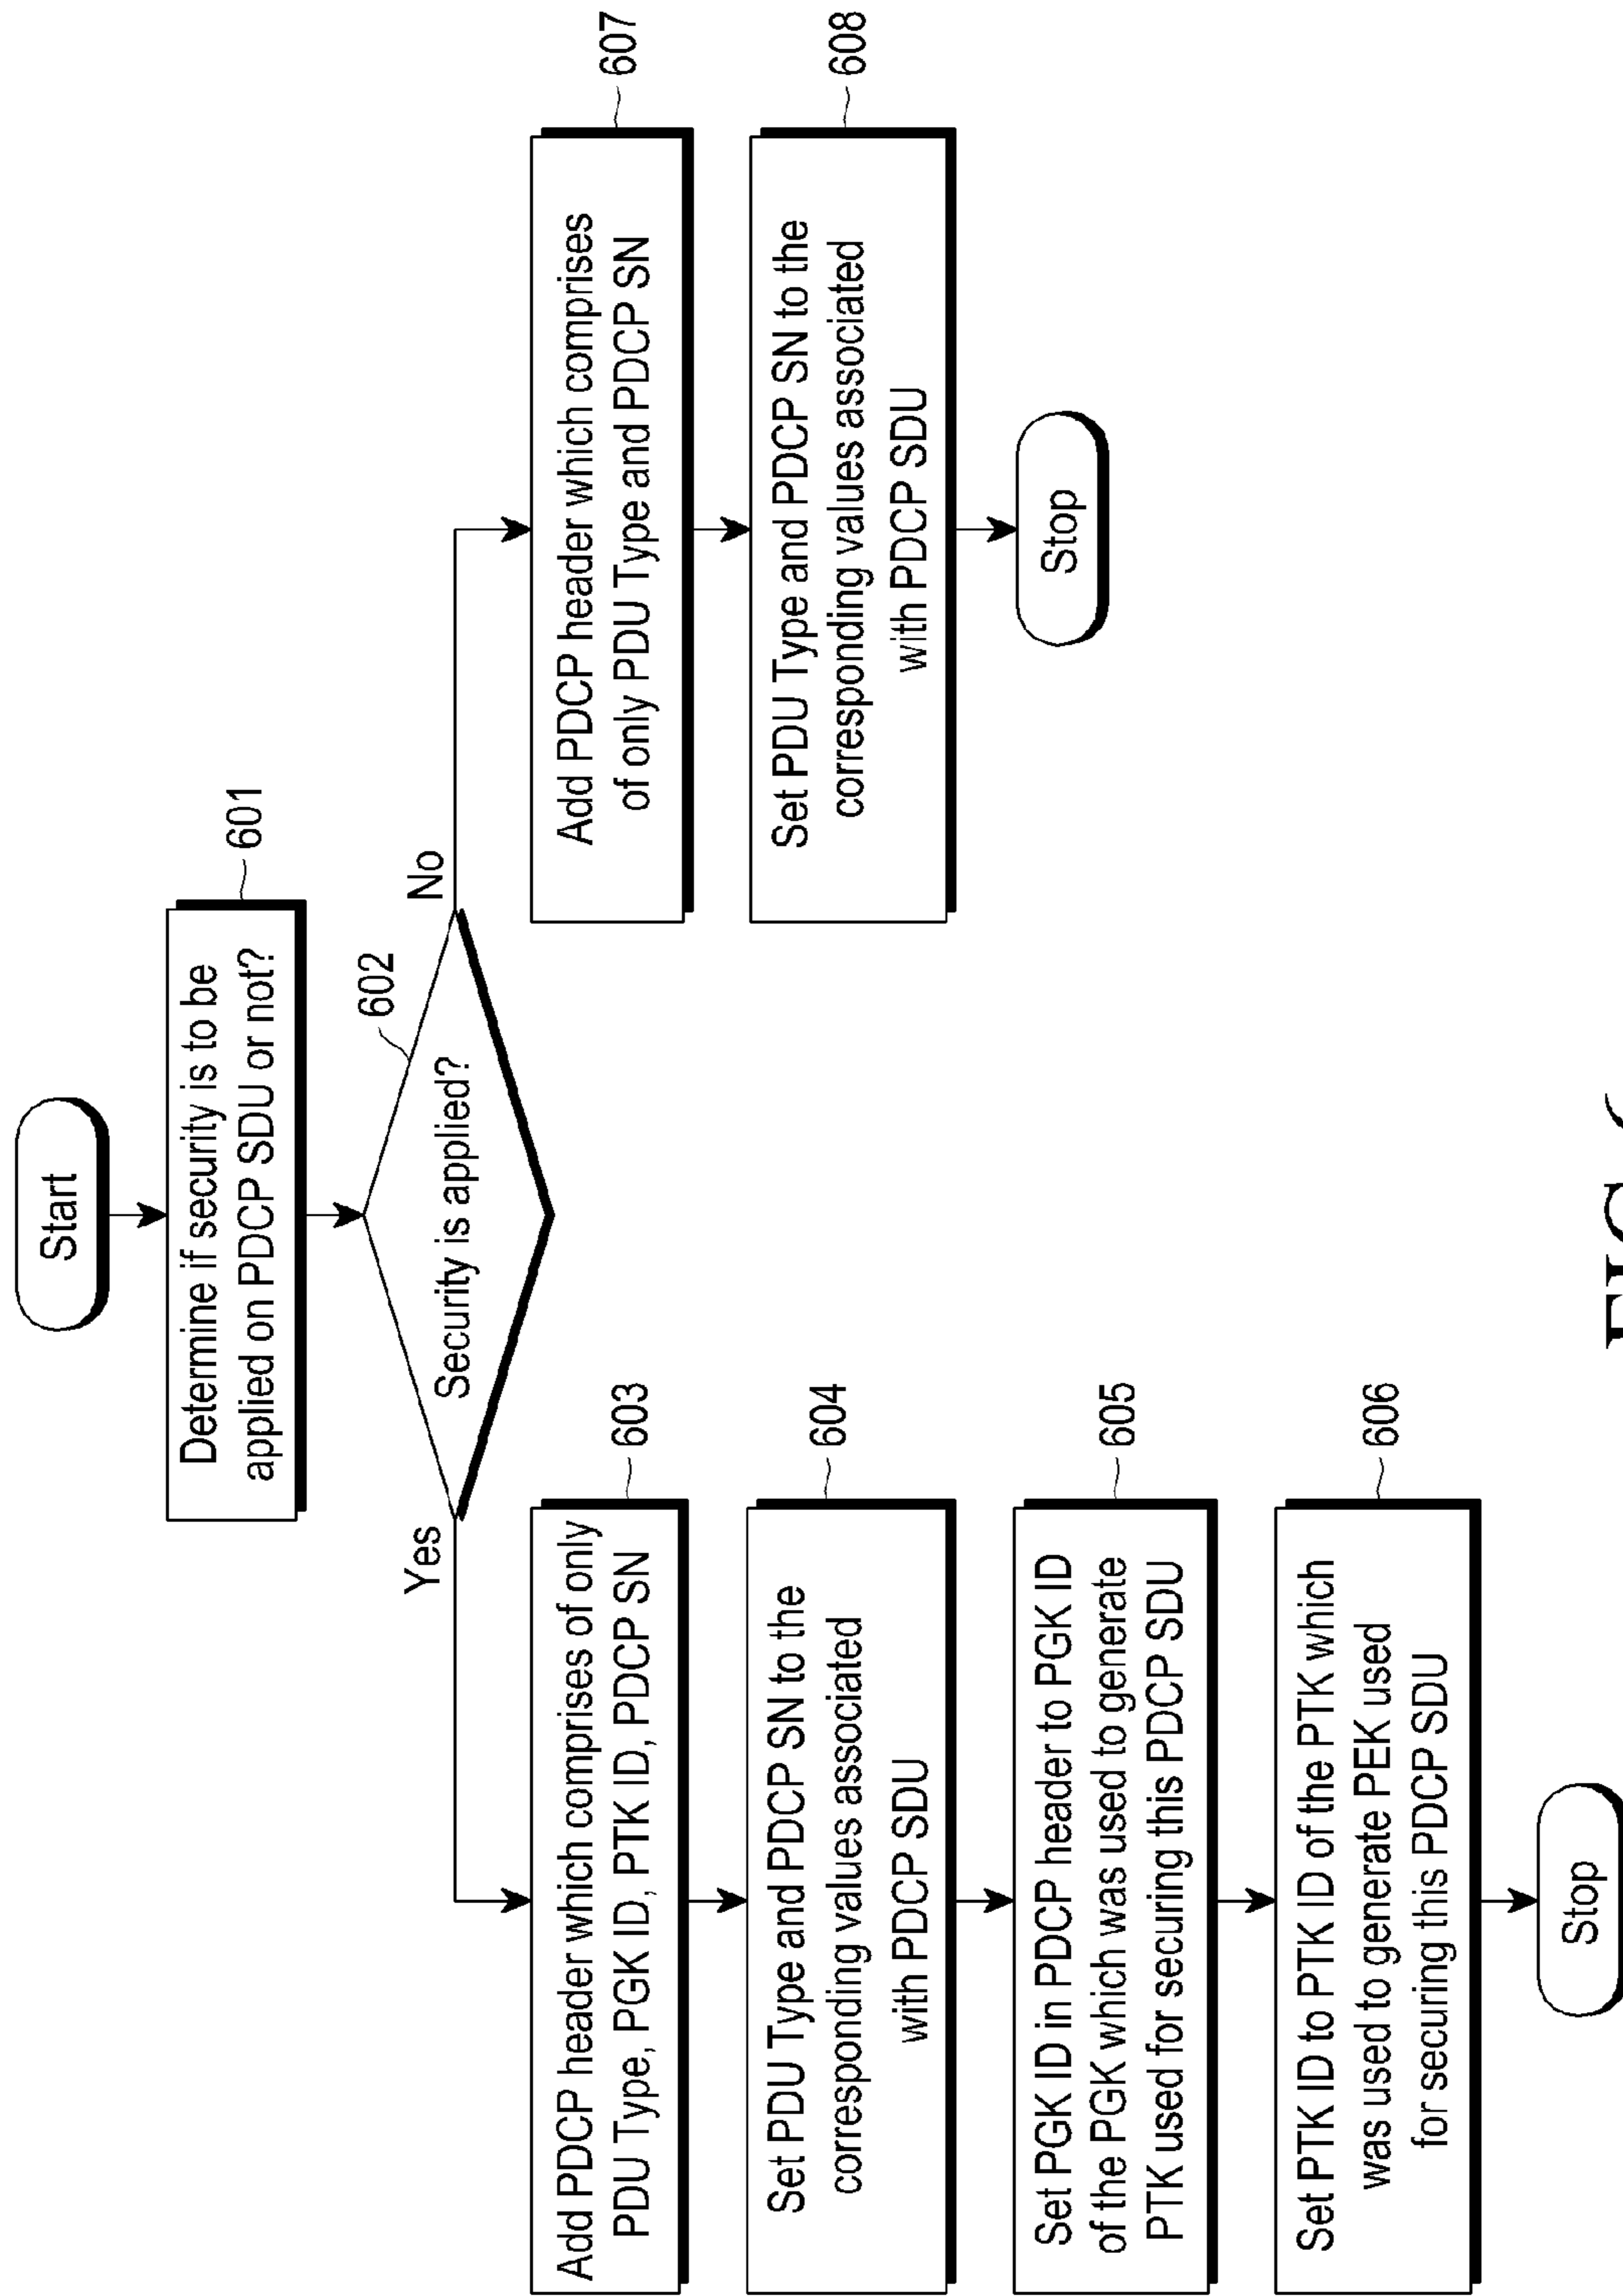 Start
Determine if security is to be
applied on PDCP SDU or not?
601
Security is applied?
602
Yes
No
Add PDCP header which comprises of only
PDU Type, PGK ID, PTK ID, PDCP SN
603
Set PDU Type and PDCP SN to the
corresponding values associated
with PDCP SDU
604
Set PGK ID in PDCP header to PGK ID
of the PGK which was used to generate
PTK used for securing this PDCP SDU
605
Set PTK ID to PTK ID of the PTK which
was used to generate PEK used
for securing this PDCP SDU
606
Stop
Add PDCP header which comprises
of only PDU Type and PDCP SN
607
Set PDU Type and PDCP SN to the
corresponding values associated
with PDCP SDU
608
Stop